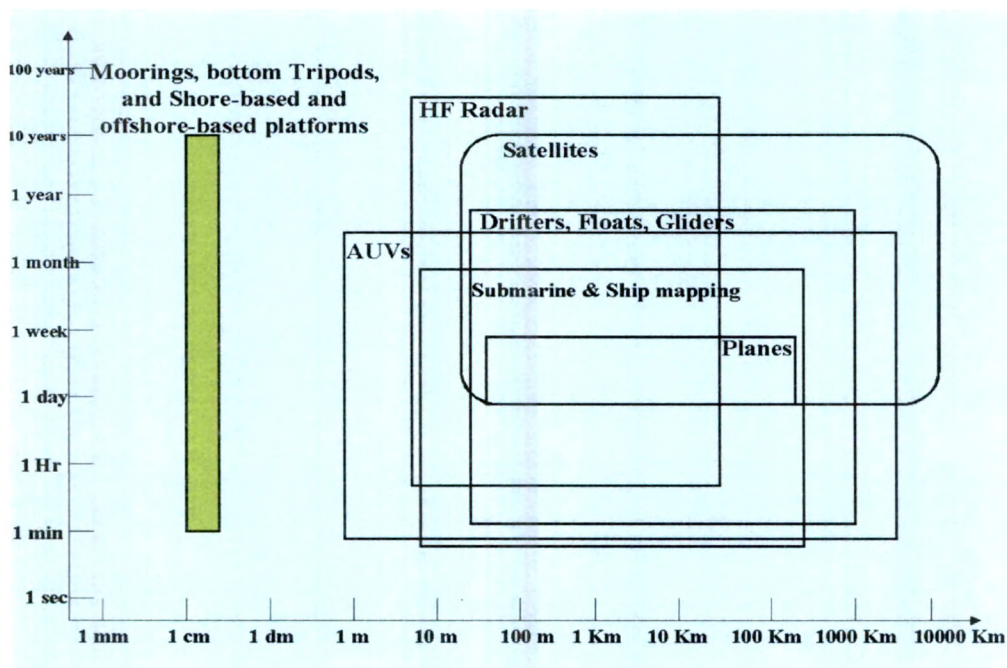 100 years
Moorings, bottom Tripods,
and Shore-based and
offshore-based platforms
HF Radar
10 years
Satellites
1 year
Drifters, Floats, Gliders
AUVs
1 month
Submarine & Ship mapping
1 week
Planes
1 day
1 Hr
1 min
1 sec
1 mm 1 cm 1 dm 1 m 10 m 100 m 1 Km 10 Km 100 Km 1000 Km 10000 Km